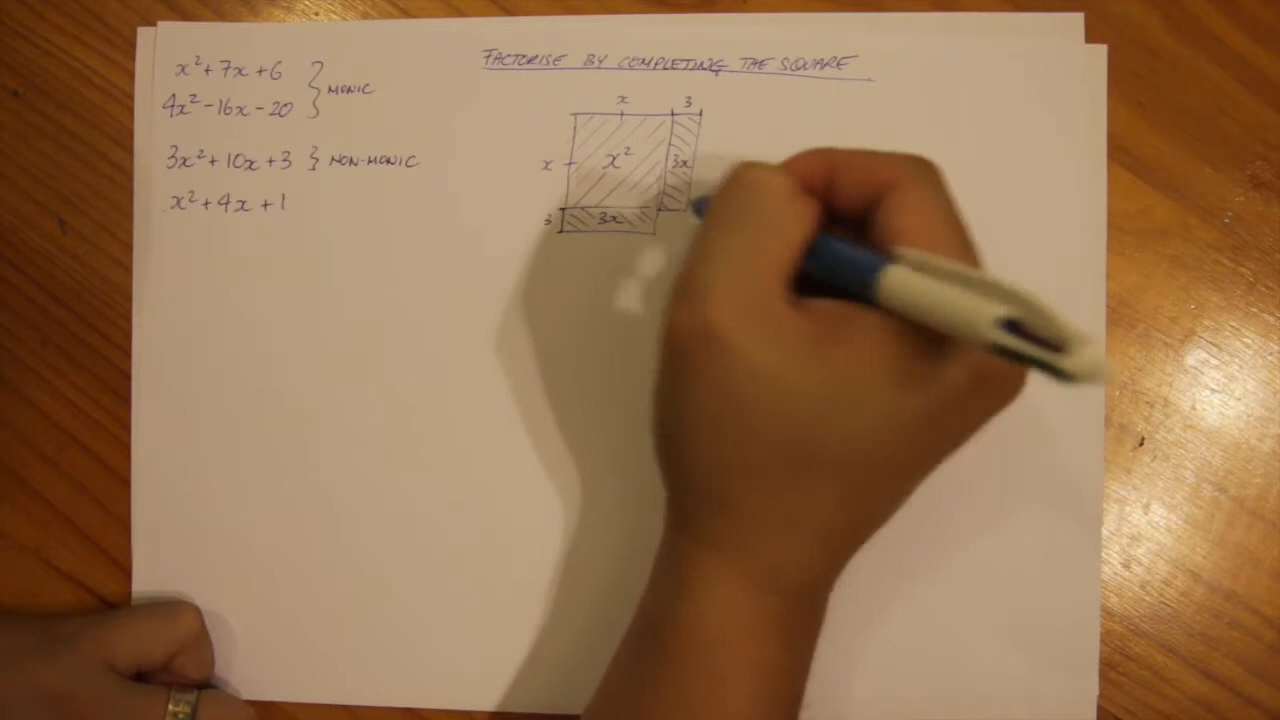 x² + 7x + 6
4x² - 16x - 20
} MONIC
3x² + 10x + 3 } NON-MONIC
x² + 4x + 1
FACTORISE BY COMPLETING THE SQUARE
x 3
x x² 3x
3 3x